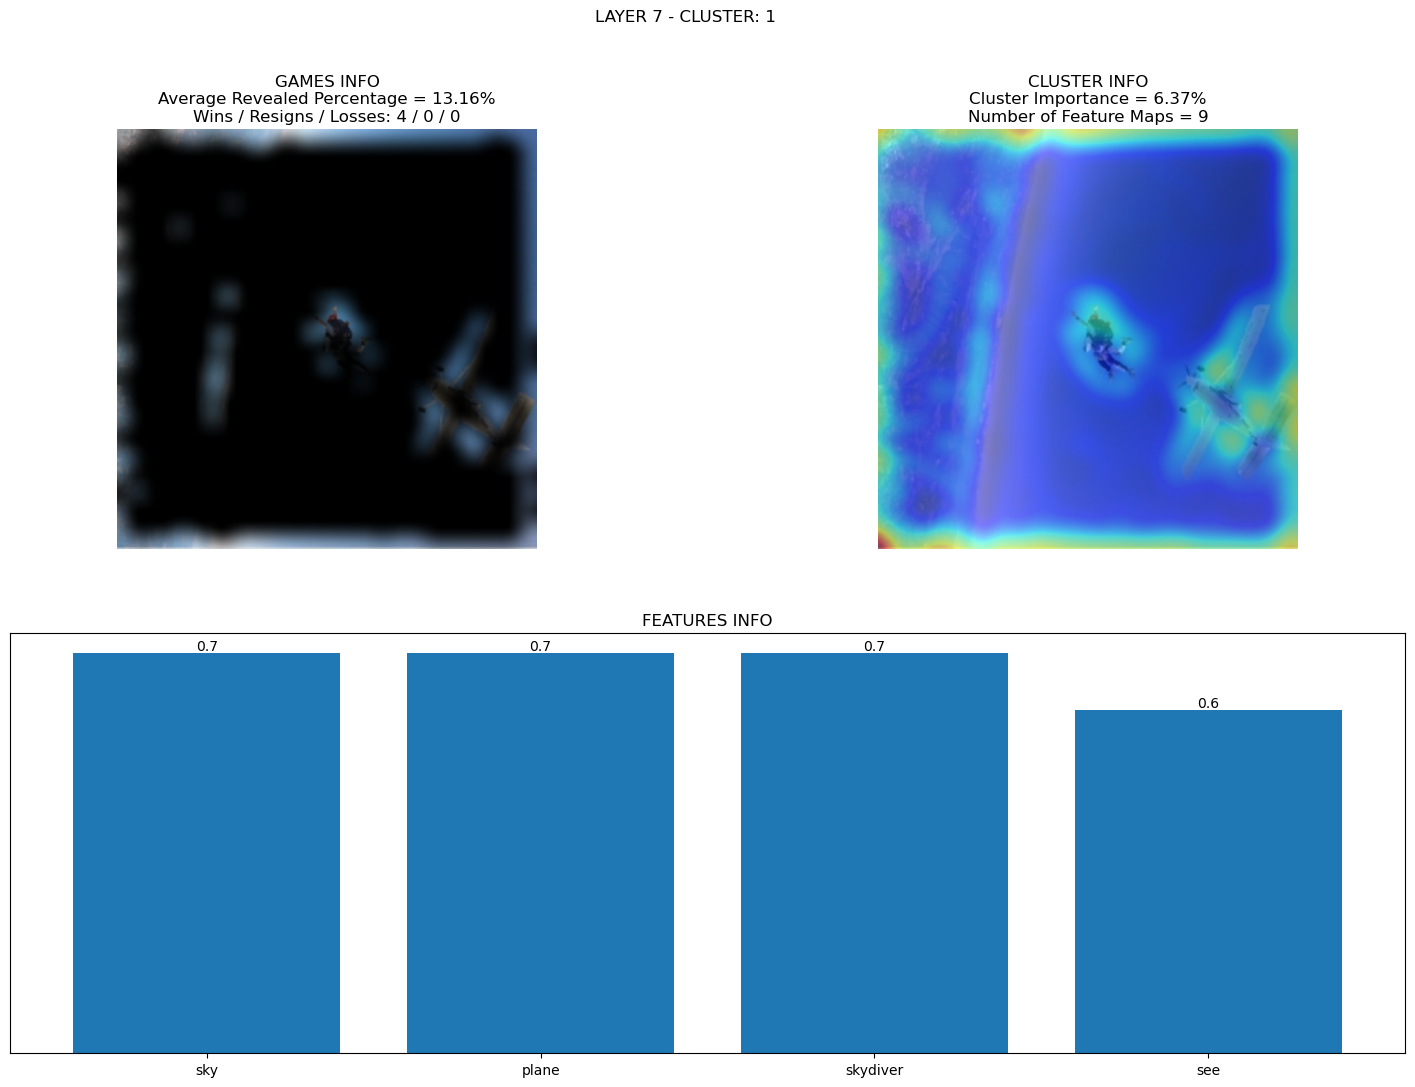 LAYER 7 - CLUSTER: 1
GAMES INFO
Average Revealed Percentage = 13.16%
Wins / Resigns / Losses: 4 / 0 / 0
CLUSTER INFO
Cluster Importance = 6.37%
Number of Feature Maps = 9
FEATURES INFO
0.7 0.7 0.7 0.6
sky plane skydiver see